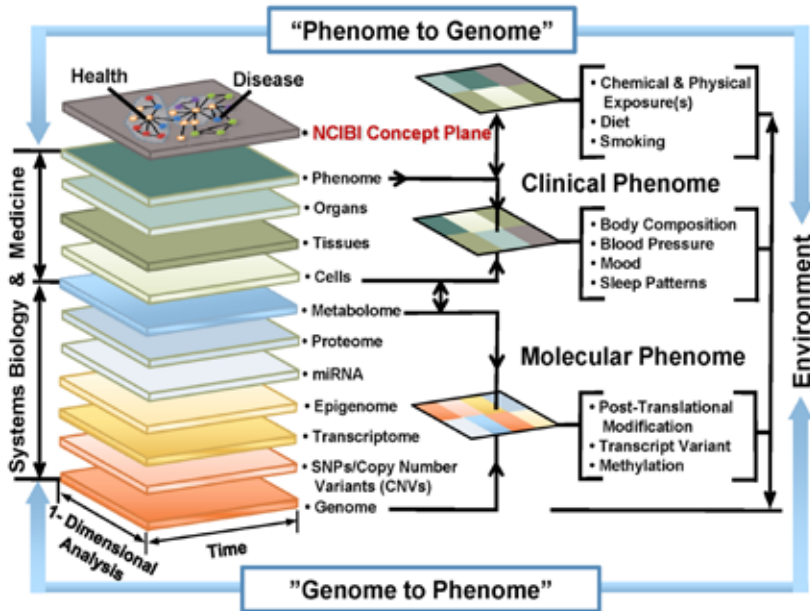 “Phenome to Genome”
Health
Disease
• NCIBI Concept Plane
• Phenome
• Organs
• Tissues
• Cells
• Metabolome
• Proteome
• miRNA
• Epigenome
• Transcriptome
• SNPs/Copy Number
Variants (CNVs)
• Genome
Systems Biology & Medicine
1- Dimensional
Analysis
Time
• Chemical & Physical
Exposure(s)
• Diet
• Smoking
Clinical Phenome
• Body Composition
• Blood Pressure
• Mood
• Sleep Patterns
Molecular Phenome
• Post-Translational
Modification
• Transcript Variant
• Methylation
Environment
”Genome to Phenome”